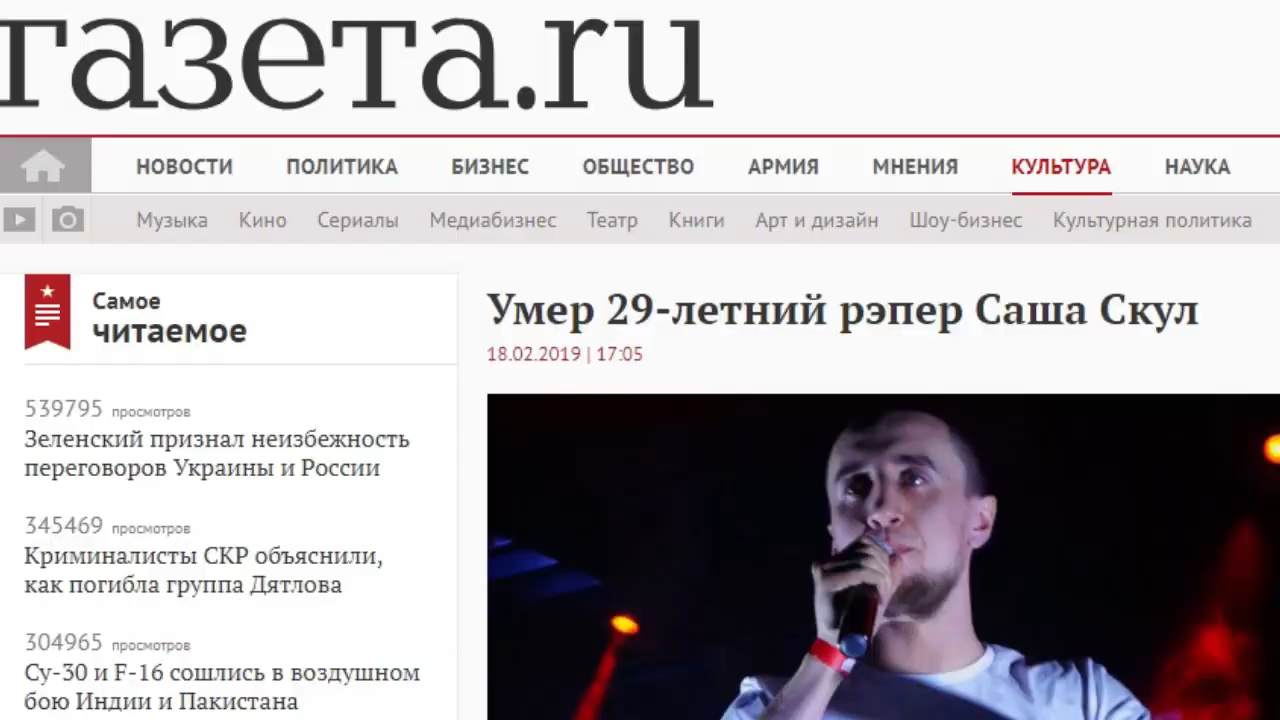 газета.ru
НОВОСТИ ПОЛИТИКА БИЗНЕС ОБЩЕСТВО АРМИЯ МНЕНИЯ КУЛЬТУРА НАУКА
Музыка Кино Сериалы Медиабизнес Театр Книги Арт и дизайн Шоу-бизнес Культурная политика
Самое
читаемое
539795 просмотров
Зеленский признал неизбежность
переговоров Украины и России
345469 просмотров
Криминалисты СКР объяснили,
как погибла группа Дятлова
304965 просмотров
Су-30 и F-16 сошлись в воздушном
бою Индии и Пакистана
Умер 29-летний рэпер Саша Скул
18.02.2019 | 17:05